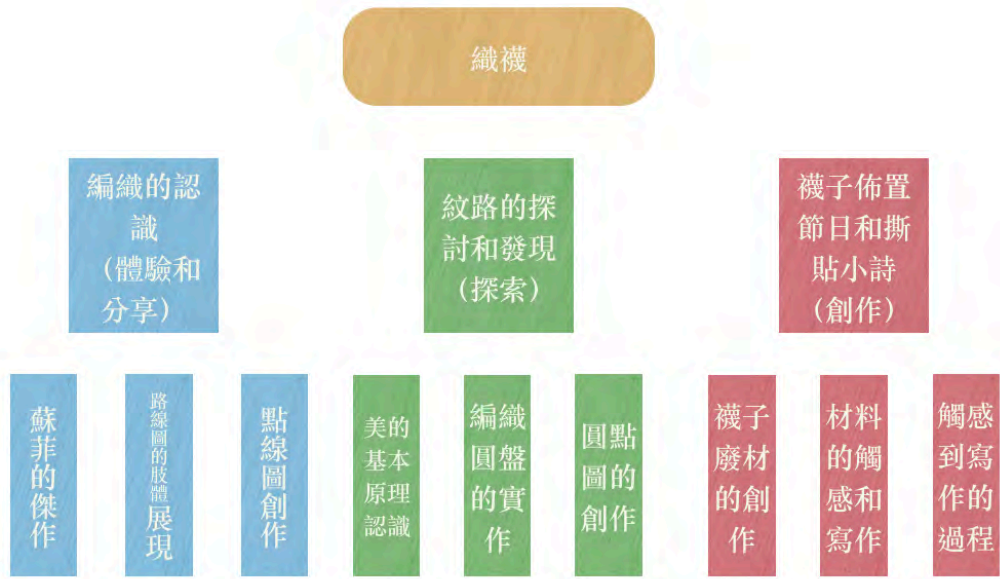 織襪
編織的認
識
（體驗和
分享）
紋路的探
討和發現
（探索）
襪子佈置
節日和撕
貼小詩
（創作）
蘇菲的傑作
路線圖的肢體展現
點線圖創作
美的
基本
原理
認識
編織
圓盤
的實
作
圓點
圖的
創作
襪子
廢材
的創
作
材料
的觸
感和
寫作
觸感
到寫
作的
過程